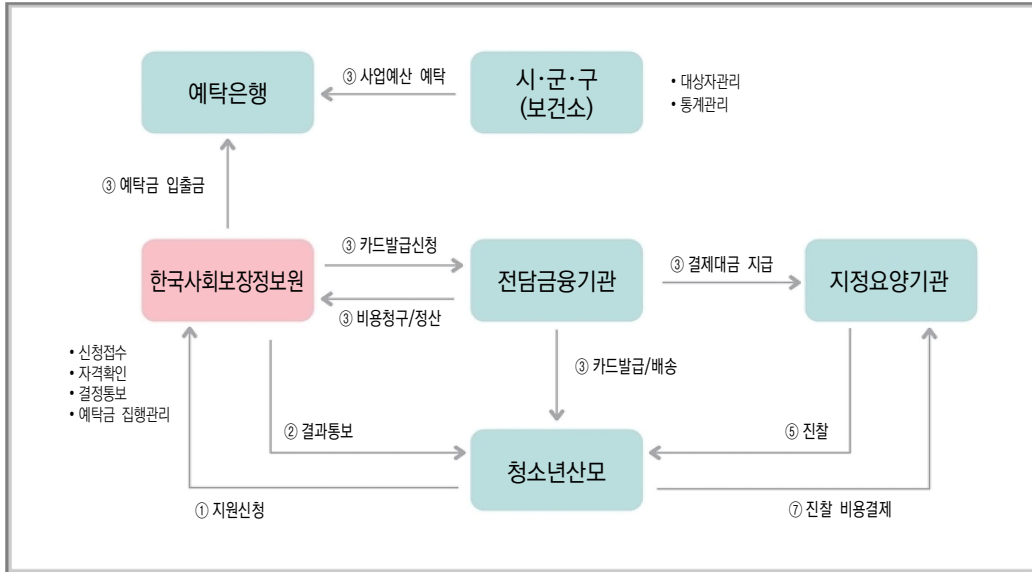 예탁은행
③ 사업예산 예탁
시·군·구
(보건소)
• 대상자관리
• 통계관리
③ 예탁금 입출금
한국사회보장정보원
③ 카드발급신청
③ 비용청구/정산
전담금융기관
③ 결제대금 지급
지정요양기관
• 신청접수
• 자격확인
• 결정통보
• 예탁금 집행관리
③ 카드발급/배송
② 결과통보
⑤ 진찰
청소년산모
① 지원신청
⑦ 진찰 비용결제